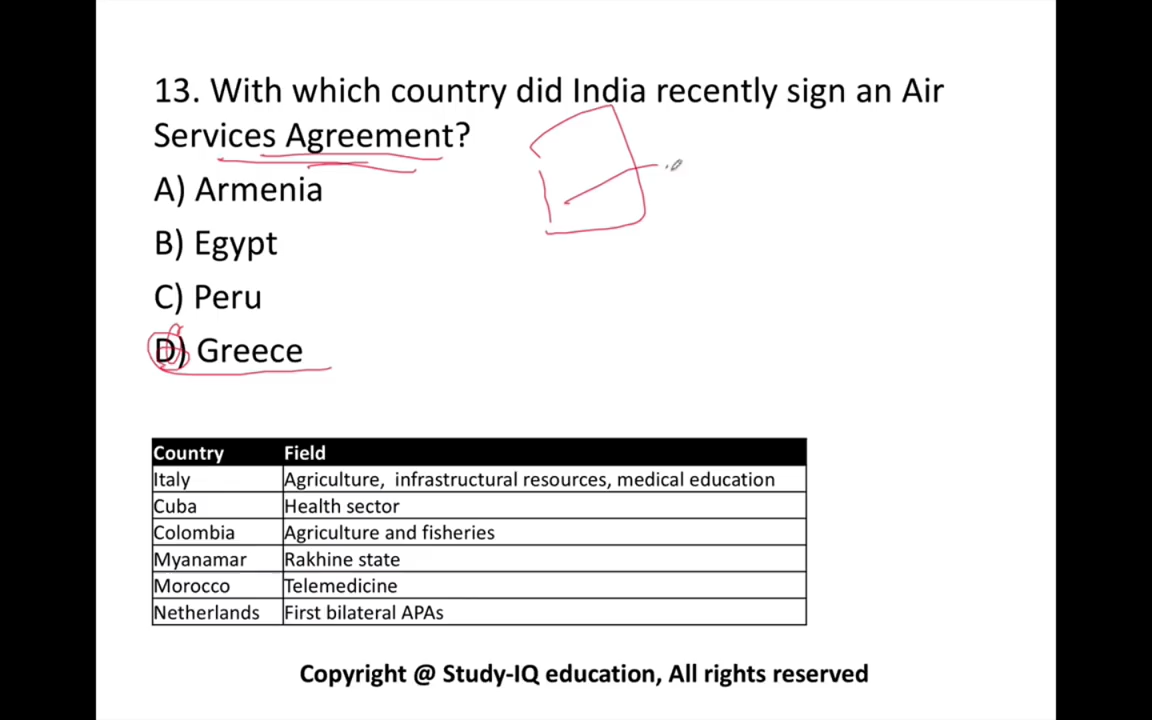 13. With which country did India recently sign an Air
Services Agreement?
A) Armenia
B) Egypt
C) Peru
D) Greece
Country Field
Italy Agriculture, infrastructural resources, medical education
Cuba Health sector
Colombia Agriculture and fisheries
Myanamar Rakhine state
Morocco Telemedicine
Netherlands First bilateral APAs
Copyright @ Study-IQ education, All rights reserved